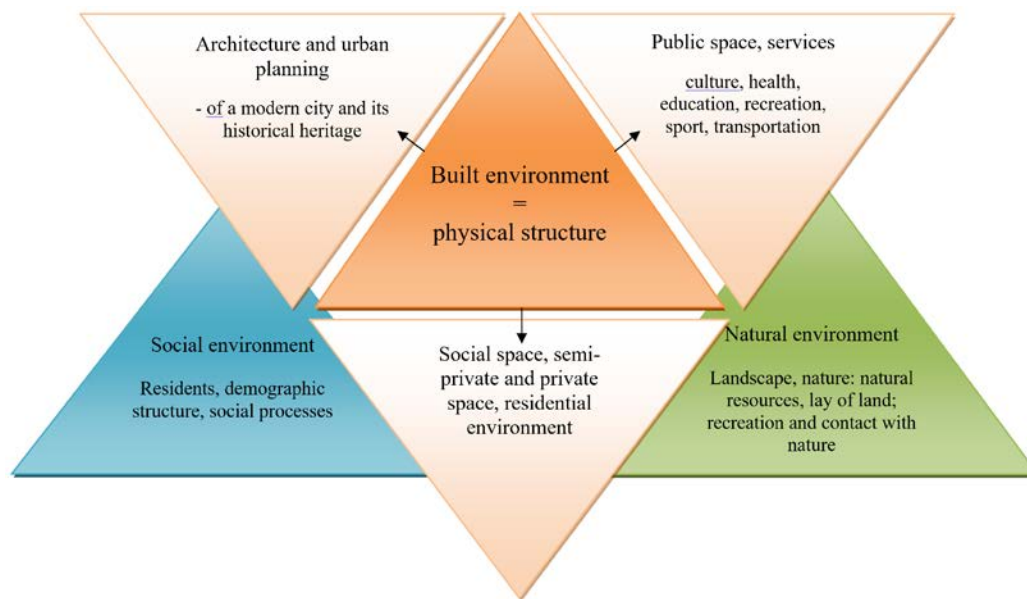 Architecture and urban
planning
- of a modern city and its
historical heritage
Public space, services
culture, health,
education, recreation,
sport, transportation
Built environment
=
physical structure
Social environment
Residents, demographic
structure, social processes
Social space, semi-
private and private
space, residential
environment
Natural environment
Landscape, nature: natural
resources, lay of land;
recreation and contact with
nature